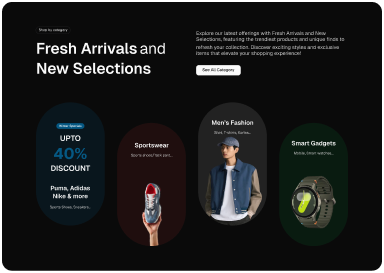 Shop by category
Fresh Arrivals and
New Selections
Explore our latest offerings with Fresh Arrivals and New
Selections, featuring the trendiest products and unique finds to
refresh your collection. Discover exciting styles and exclusive
items that elevate your shopping experience!
See All Category
UPTO
40%
DISCOUNT
Puma, Adidas
Nike & more
Sports Shoes, Sneakers..
Sportswear
Sports shoes,Track pant..
Men's Fashion
Shirt, T-shirts, Kurtas..
Smart Gadgets
Mobile, Smart watches..